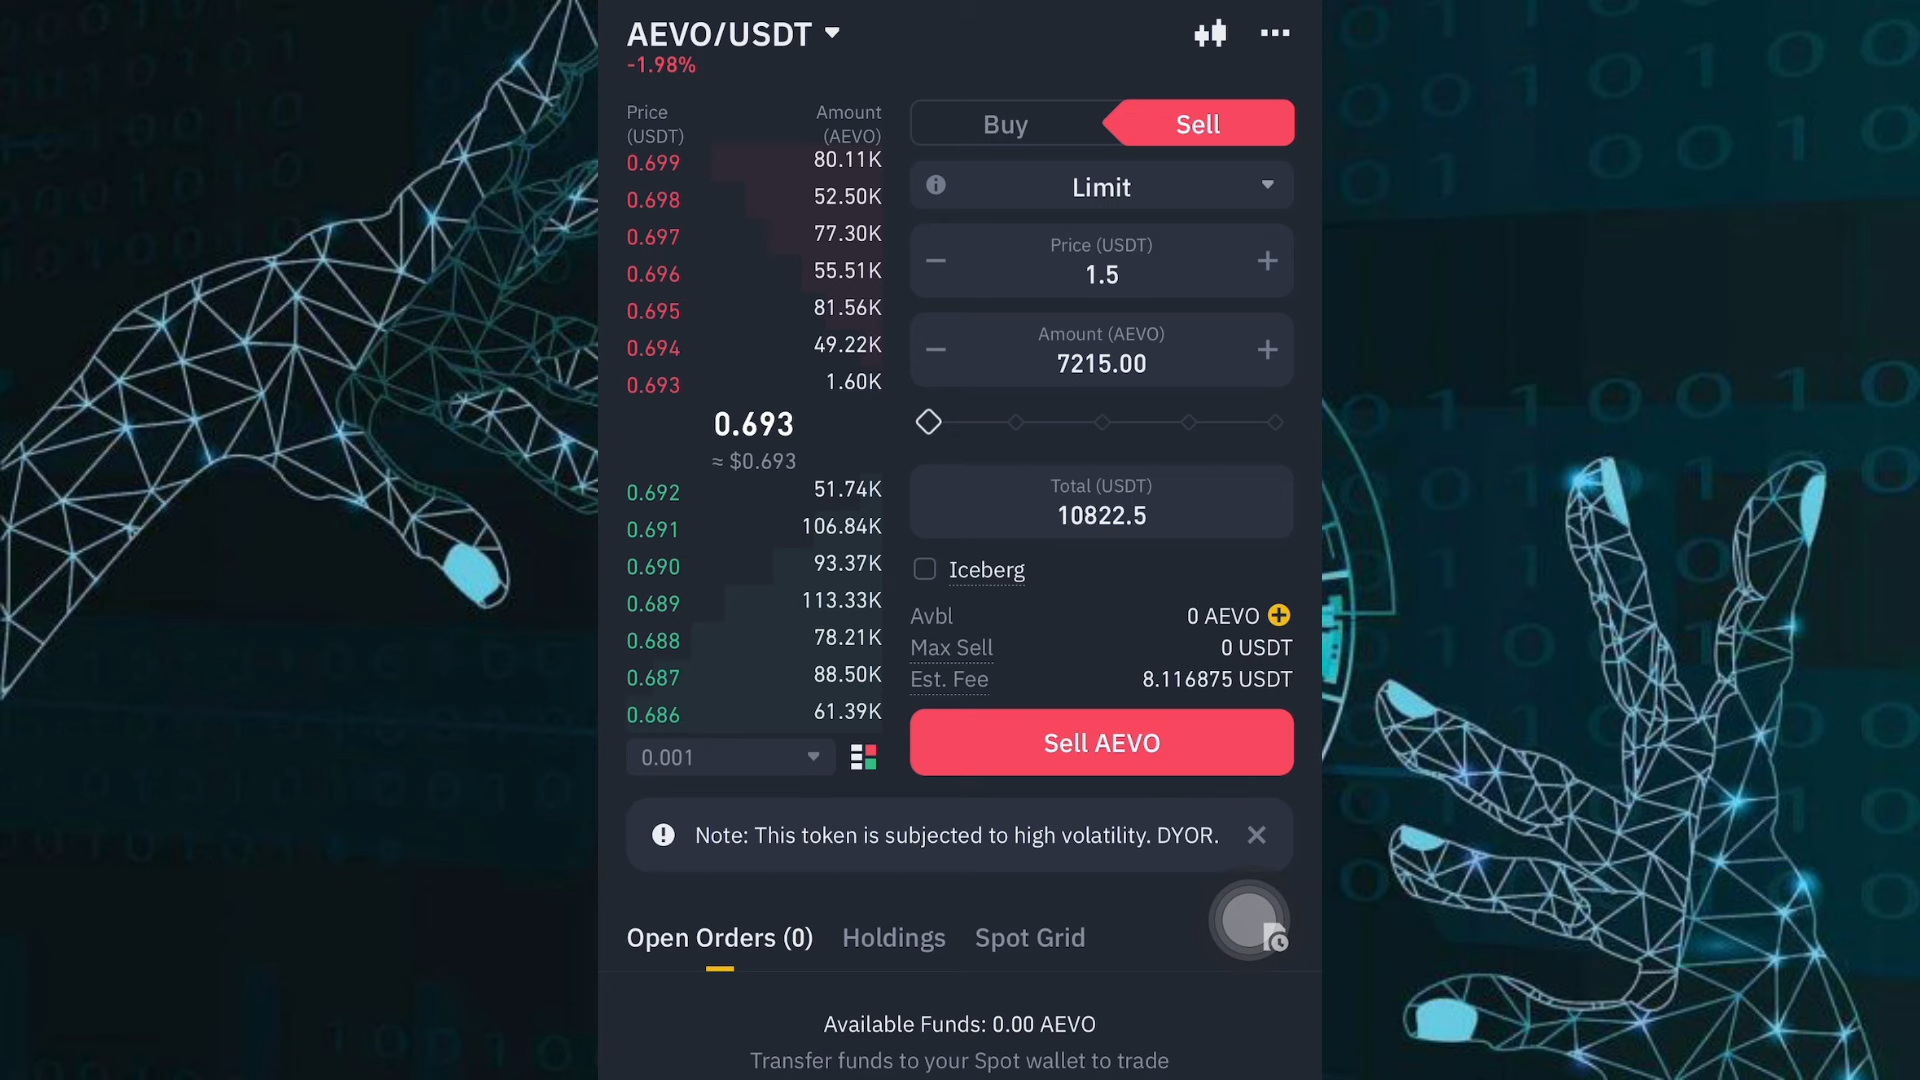 AEVO/USDT
-1.98%
Price
(USDT)
Amount
(AEVO)
0.699 80.11K
0.698 52.50K
0.697 77.30K
0.696 55.51K
0.695 81.56K
0.694 49.22K
0.693 1.60K
0.693
≈ $0.693
0.692 51.74K
0.691 106.84K
0.690 93.37K
0.689 113.33K
0.688 78.21K
0.687 88.50K
0.686 61.39K
0.001
Buy
Sell
Limit
Price (USDT)
1.5
Amount (AEVO)
7215.00
Total (USDT)
10822.5
Iceberg
Avbl 0 AEVO
Max Sell 0 USDT
Est. Fee 8.116875 USDT
Sell AEVO
Note: This token is subjected to high volatility. DYOR.
Open Orders (0) Holdings Spot Grid
Available Funds: 0.00 AEVO
Transfer funds to your Spot wallet to trade